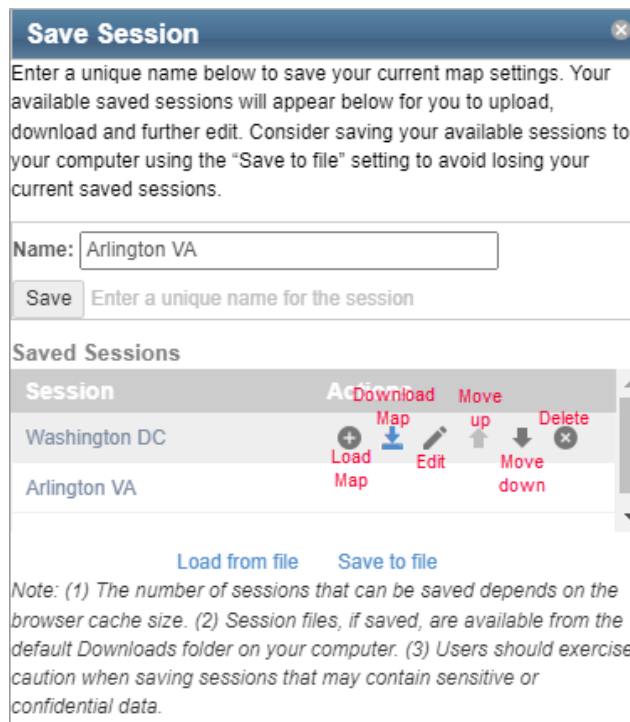 Save Session
Enter a unique name below to save your current map settings. Your
available saved sessions will appear below for you to upload,
download and further edit. Consider saving your available sessions to
your computer using the “Save to file” setting to avoid losing your
current saved sessions.
Name: Arlington VA
Save Enter a unique name for the session
Saved Sessions
Session Actions
Download Map Move up Delete
Washington DC
Load Map Edit Move down
Arlington VA
Load from file Save to file
Note: (1) The number of sessions that can be saved depends on the
browser cache size. (2) Session files, if saved, are available from the
default Downloads folder on your computer. (3) Users should exercise
caution when saving sessions that may contain sensitive or
confidential data.